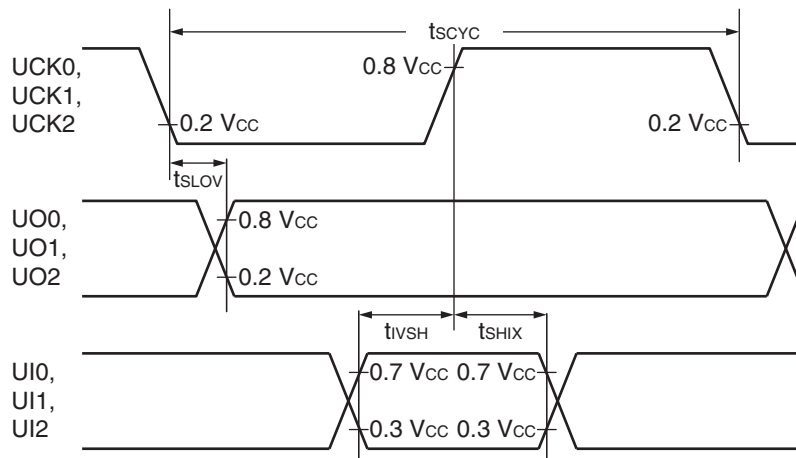 tSCYC
UCK0,
UCK1,
UCK2
0.8 VCC
0.2 VCC
0.2 VCC
tSLOV
UO0,
UO1,
UO2
0.8 VCC
0.2 VCC
tIVSH
tSHIX
UI0,
UI1,
UI2
0.7 VCC
0.7 VCC
0.3 VCC
0.3 VCC